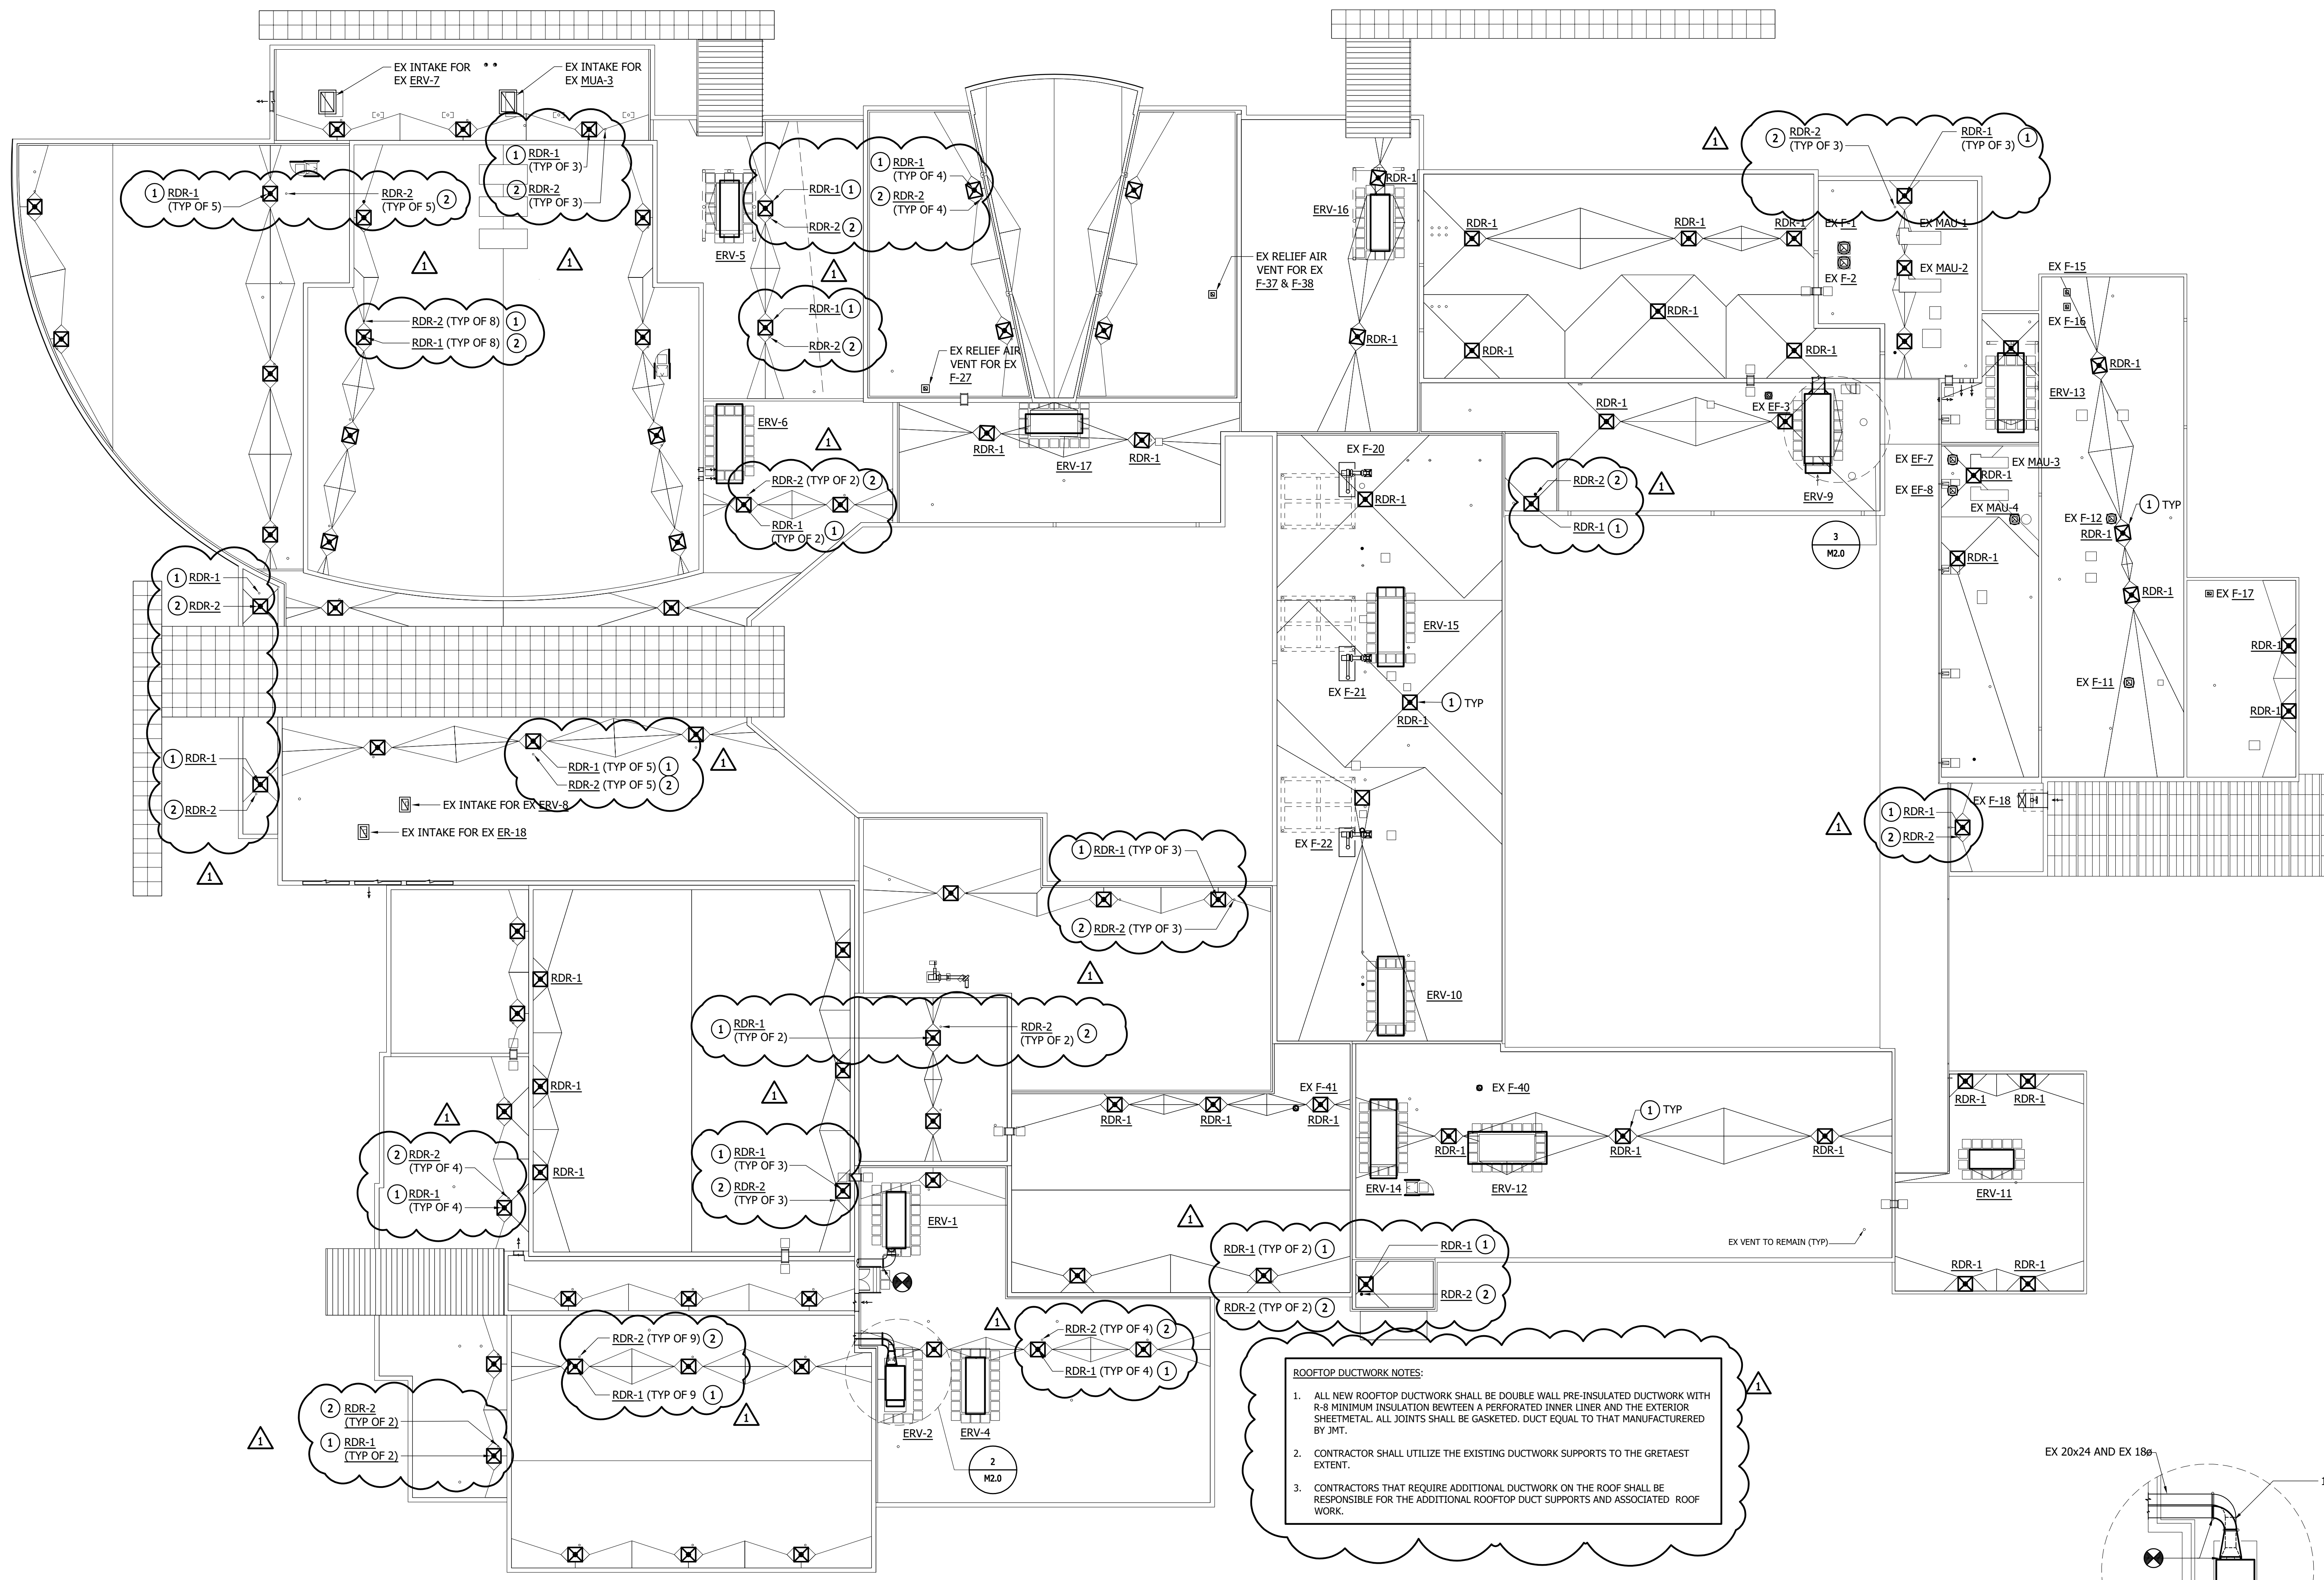 EX INTAKE FOR
EX ERV-7
EX INTAKE FOR
EX MUA-3
1 RDR-1
(TYP OF 3)
2 RDR-2
(TYP OF 3)
1 RDR-1
(TYP OF 5)
RDR-2
(TYP OF 5) 2
1
1
RDR-2 (TYP OF 8) 1
RDR-1 (TYP OF 8) 2
ERV-5
RDR-1 1
RDR-2 2
1 RDR-1
(TYP OF 4)
2 RDR-2
(TYP OF 4)
1
RDR-1 1
RDR-2 2
EX RELIEF AIR
VENT FOR EX
F-27
EX RELIEF AIR
VENT FOR EX
F-37 & F-38
ERV-6
1
RDR-2 (TYP OF 2) 2
RDR-1
(TYP OF 2) 1
RDR-1
ERV-17
RDR-1
ERV-16
RDR-1
RDR-1
RDR-1
RDR-1
RDR-1
RDR-1
RDR-1
RDR-1
1
2 RDR-2
(TYP OF 3)
RDR-1
(TYP OF 3) 1
EX F-1
EX F-2
EX MAU-1
EX MAU-2
EX F-15
EX F-16
RDR-1
ERV-13
RDR-1
EX EF-3
ERV-9
3
M2.0
RDR-2 2
1
RDR-1 1
EX EF-7
EX EF-8
RDR-1
EX MAU-3
EX MAU-4
RDR-1
EX F-12
RDR-1
1 TYP
RDR-1
EX F-17
EX F-11
RDR-1
RDR-1
EX F-20
RDR-1
ERV-15
EX F-21
RDR-1
1 TYP
EX F-22
ERV-10
1 RDR-1
2 RDR-2
1 RDR-1
2 RDR-2
1
RDR-1 (TYP OF 5) 1
RDR-2 (TYP OF 5) 2
1
EX INTAKE FOR EX ERV-8
EX INTAKE FOR EX ER-18
1
EX F-18
1 RDR-1
2 RDR-2
1 RDR-1 (TYP OF 3)
2 RDR-2 (TYP OF 3)
1
RDR-1
RDR-1
RDR-1
1 RDR-1
(TYP OF 2)
RDR-2
(TYP OF 2) 2
1
1
2 RDR-2
(TYP OF 4)
1 RDR-1
(TYP OF 4)
1 RDR-1
(TYP OF 3)
2 RDR-2
(TYP OF 3)
RDR-1
RDR-1
EX F-41
RDR-1
EX F-40
1 TYP
RDR-1
RDR-1
RDR-1
ERV-14
ERV-12
RDR-1
RDR-1
ERV-11
RDR-1
RDR-1
ERV-1
1
RDR-1 (TYP OF 2) 1
RDR-2 (TYP OF 2) 2
RDR-1 1
RDR-2 2
EX VENT TO REMAIN (TYP)
RDR-2 (TYP OF 9) 2
RDR-1 (TYP OF 9 1
1
1
RDR-2 (TYP OF 4) 2
RDR-1 (TYP OF 4) 1
ERV-2
ERV-4
2
M2.0
1
2 RDR-2
(TYP OF 2)
1 RDR-1
(TYP OF 2)
ROOFTOP DUCTWORK NOTES:
1. ALL NEW ROOFTOP DUCTWORK SHALL BE DOUBLE WALL PRE-INSULATED DUCTWORK WITH
R-8 MINIMUM INSULATION BEWTEEN A PERFORATED INNER LINER AND THE EXTERIOR
SHEETMETAL. ALL JOINTS SHALL BE GASKETED. DUCT EQUAL TO THAT MANUFACTURERED
BY JMT.
2. CONTRACTOR SHALL UTILIZE THE EXISTING DUCTWORK SUPPORTS TO THE GRETAEST
EXTENT.
3. CONTRACTORS THAT REQUIRE ADDITIONAL DUCTWORK ON THE ROOF SHALL BE
RESPONSIBLE FOR THE ADDITIONAL ROOFTOP DUCT SUPPORTS AND ASSOCIATED ROOF
WORK.
1
EX 20x24 AND EX 18ø